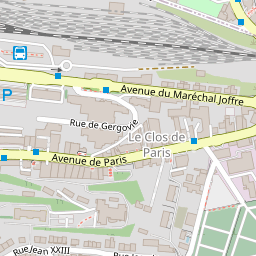 Avenue du Maréchal Joffre
P
Rue de Gergovie
Le Clos de
Paris
Avenue de Paris
Rue Jean XXIII